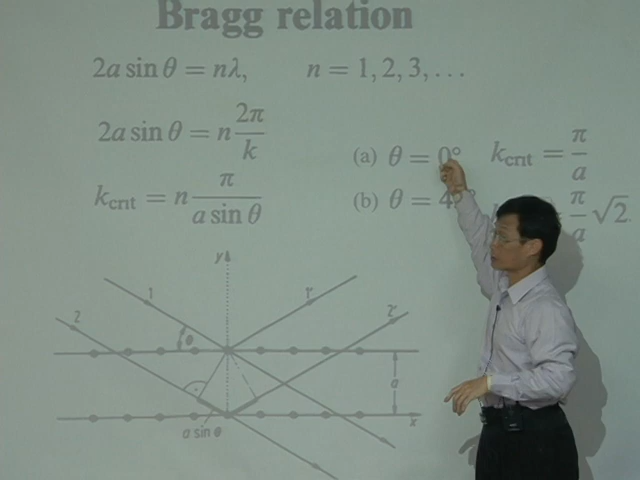 Bragg relation
2a sin θ = nλ, n = 1, 2, 3, ...
2a sin θ = n 2π/k
(a) θ = 0° k_crit = π/a
k_crit = n π/(a sin θ)
(b) θ = 4 π/a √2.
y
1 1'
2 2'
θ
a
x
a sin θ